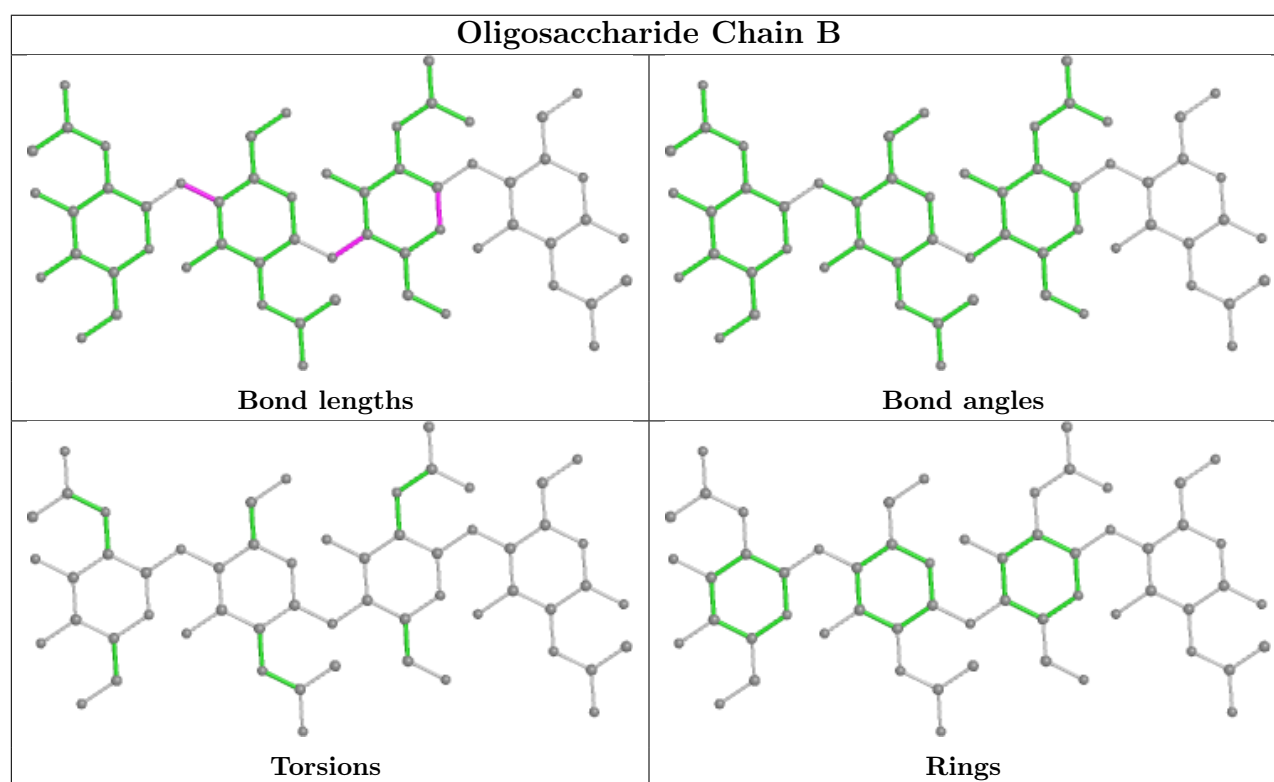 Oligosaccharide Chain B
Bond lengths
Bond angles
Torsions
Rings